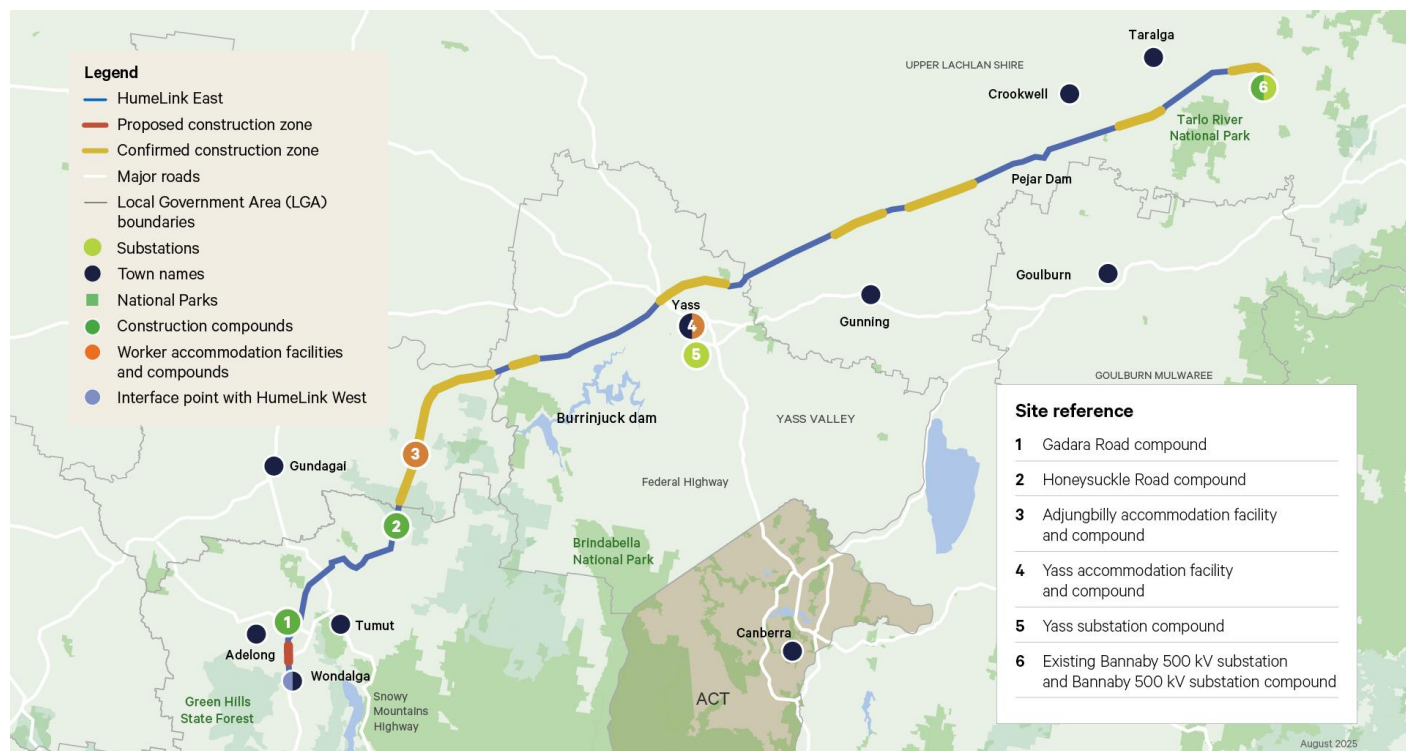 Legend
HumeLink East
Proposed construction zone
Confirmed construction zone
Major roads
Local Government Area (LGA)
boundaries
Substations
Town names
National Parks
Construction compounds
Worker accommodation facilities
and compounds
Interface point with HumeLink West
Taralga
UPPER LACHLAN SHIRE
Crookwell
6
Tarlo River
National Park
Pejar Dam
Goulburn
Yass
4
Gunning
5
GOULBURN MULWAREE
Burrinjuck dam
YASS VALLEY
3
Gundagai
Federal Highway
2
Brindabella
National Park
1
Tumut
Adelong
Canberra
Wondalga
Green Hills
State Forest
Snowy
Mountains
Highway
ACT
Site reference
1 Gadara Road compound
2 Honeysuckle Road compound
3 Adjungbilly accommodation facility
and compound
4 Yass accommodation facility
and compound
5 Yass substation compound
6 Existing Bannaby 500 kV substation
and Bannaby 500 kV substation compound
August 2025